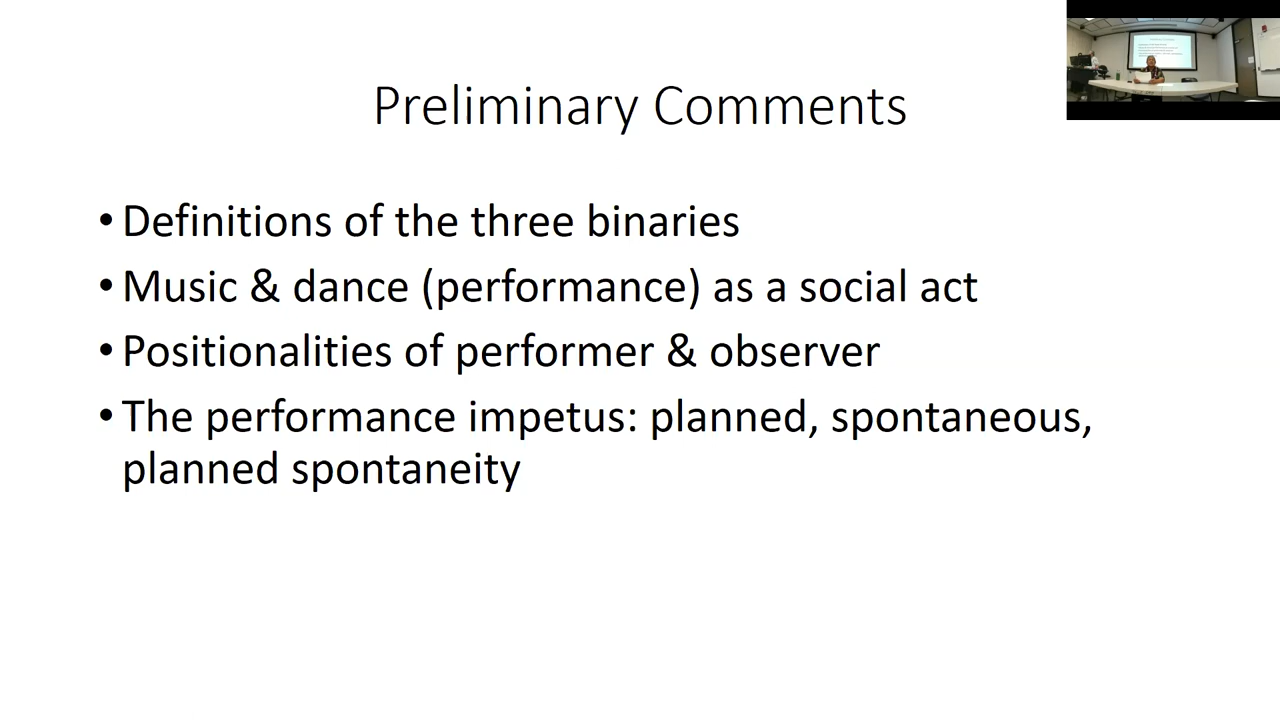 Preliminary Comments
• Definitions of the three binaries
• Music & dance (performance) as a social act
• Positionalities of performer & observer
• The performance impetus: planned, spontaneous,
planned spontaneity